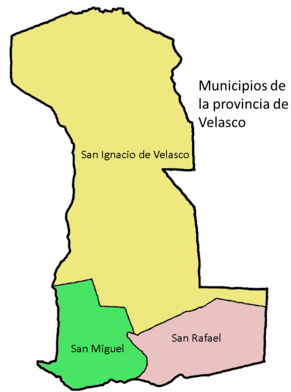 Municipios de
la provincia de
Velasco
San Ignacio de Velasco
San Rafael
San Miguel